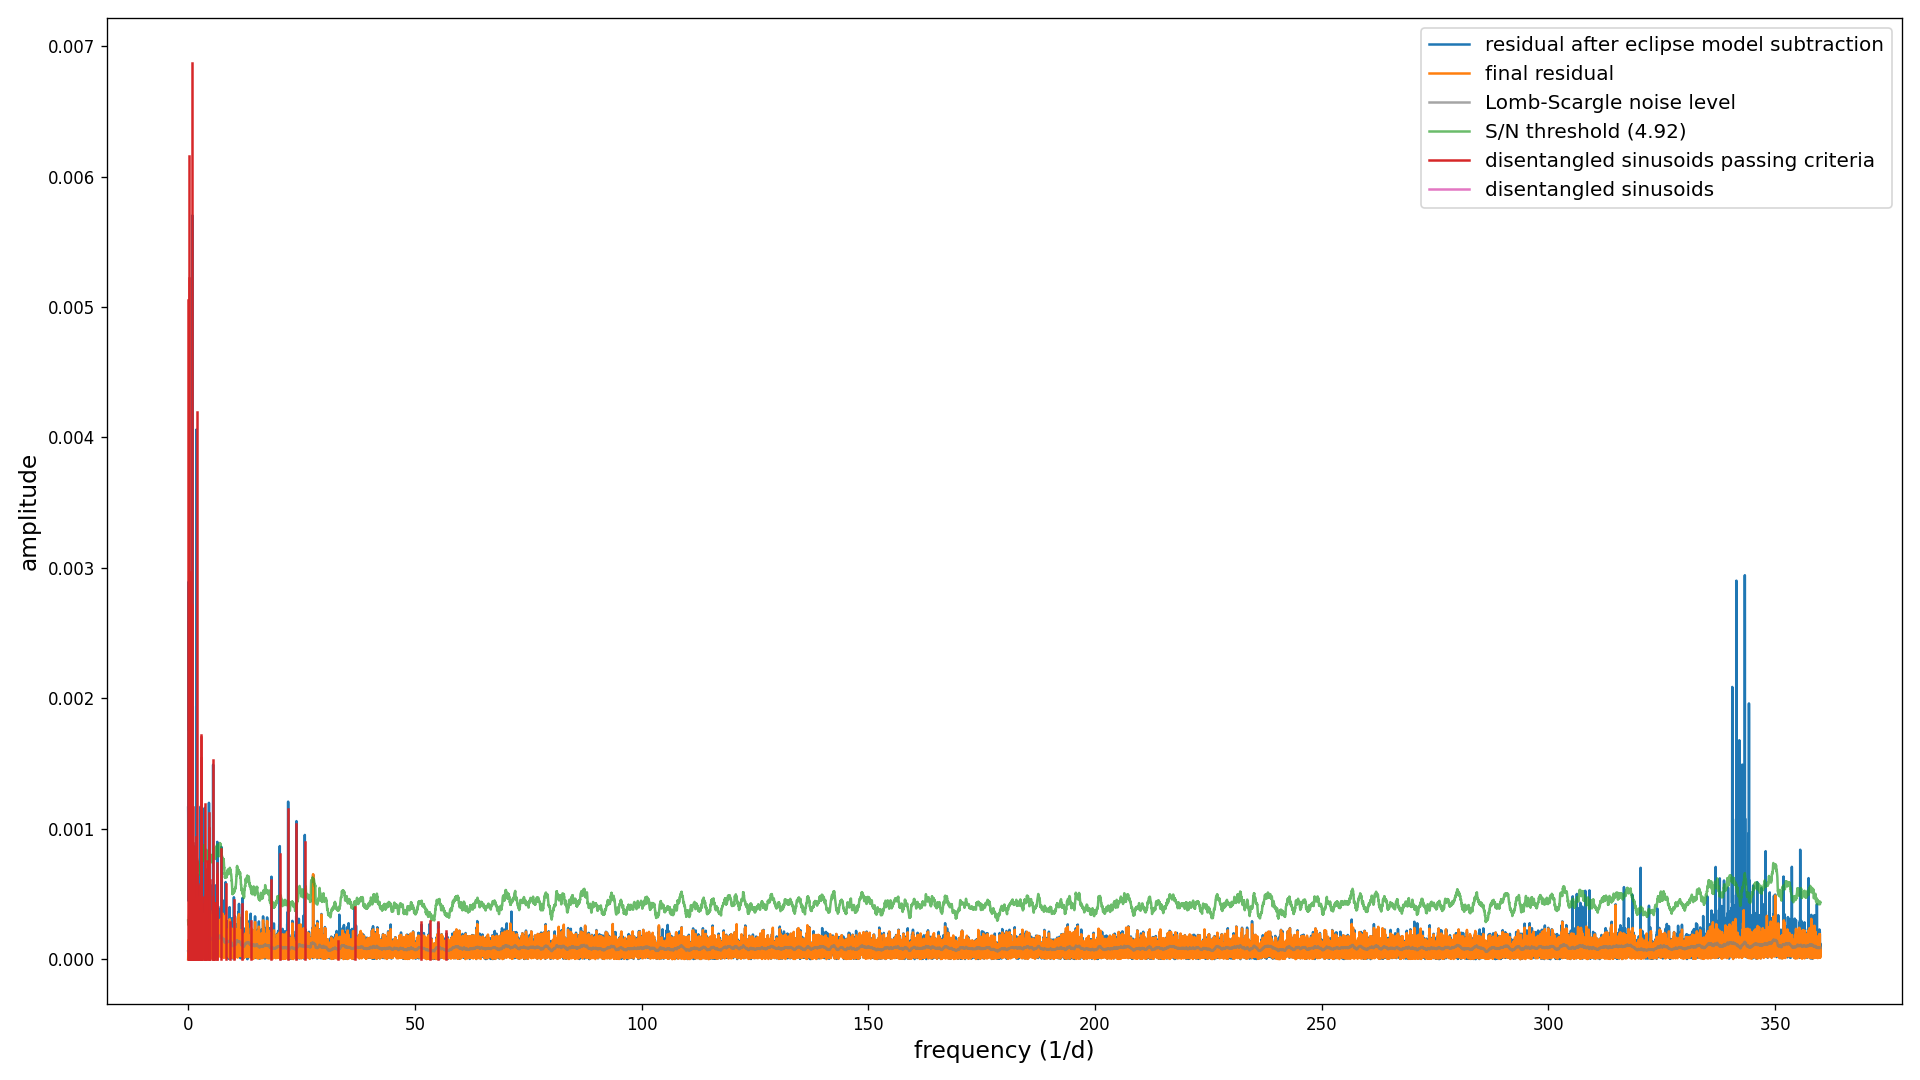 residual after eclipse model subtraction
final residual
Lomb-Scargle noise level
S/N threshold (4.92)
disentangled sinusoids passing criteria
disentangled sinusoids
amplitude
0.007
0.006
0.005
0.004
0.003
0.002
0.001
0.000
0 50 100 150 200 250 300 350
frequency (1/d)